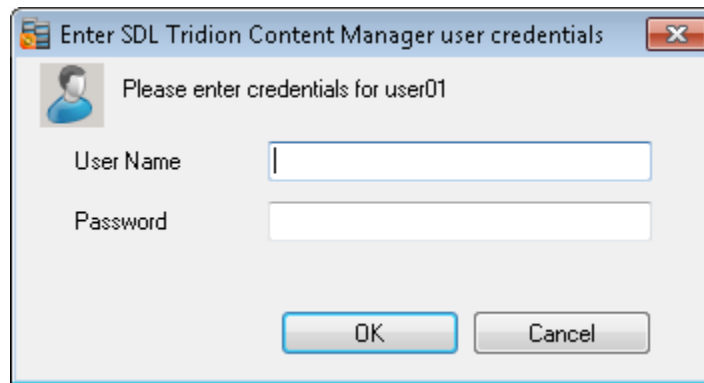 Enter SDL Tridion Content Manager user credentials
Please enter credentials for user01
User Name
Password
OK Cancel